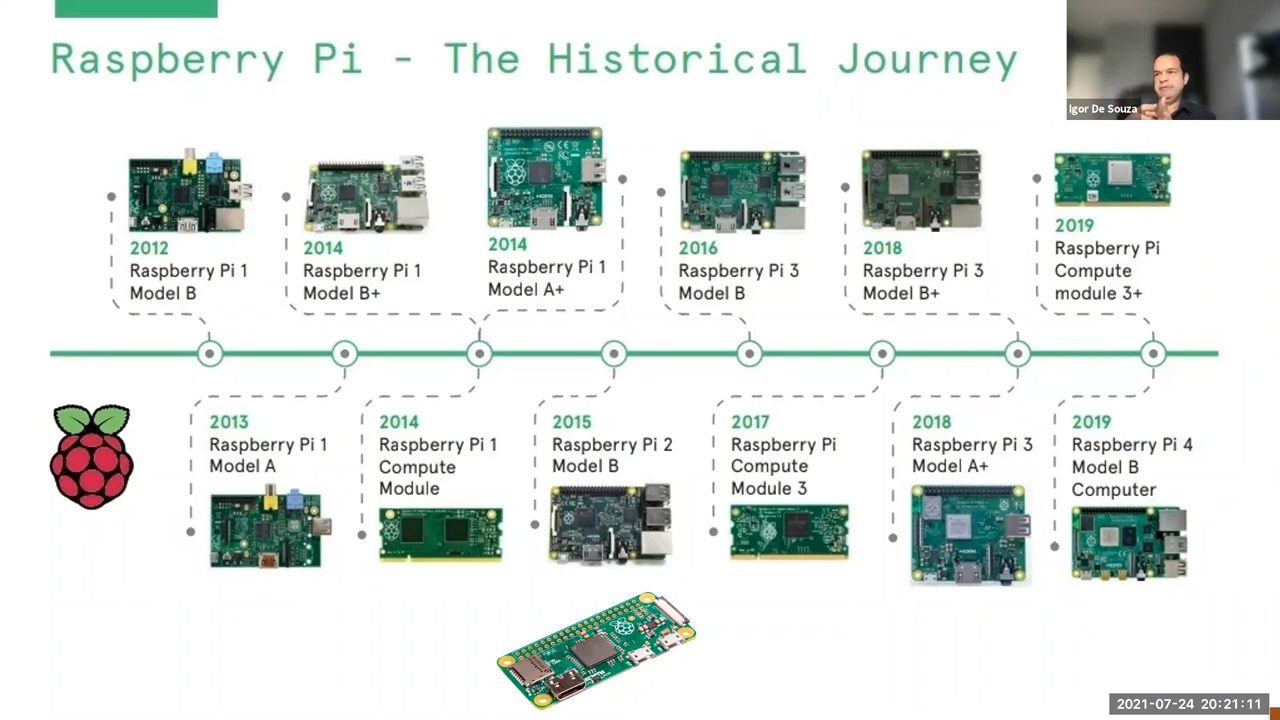 Raspberry Pi - The Historical Journey
Igor De Souza
2012
Raspberry Pi 1
Model B
2014
Raspberry Pi 1
Model B+
2014
Raspberry Pi 1
Model A+
2016
Raspberry Pi 3
Model B
2018
Raspberry Pi 3
Model B+
2019
Raspberry Pi
Compute
module 3+
2013
Raspberry Pi 1
Model A
2014
Raspberry Pi 1
Compute
Module
2015
Raspberry Pi 2
Model B
2017
Raspberry Pi
Compute
Module 3
2018
Raspberry Pi 3
Model A+
2019
Raspberry Pi 4
Model B
Computer
2021-07-24 20:21:11